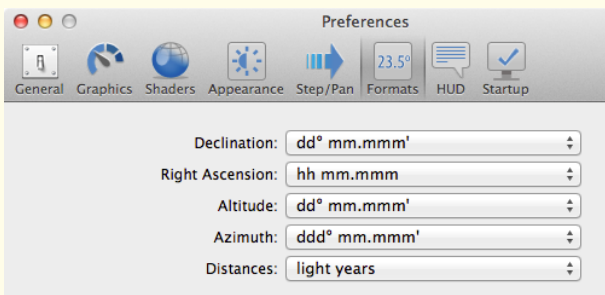 Preferences
23.5°
General Graphics Shaders Appearance Step/Pan Formats HUD Startup
Declination: dd° mm.mmm'
Right Ascension: hh mm.mmm
Altitude: dd° mm.mmm'
Azimuth: ddd° mm.mmm'
Distances: light years